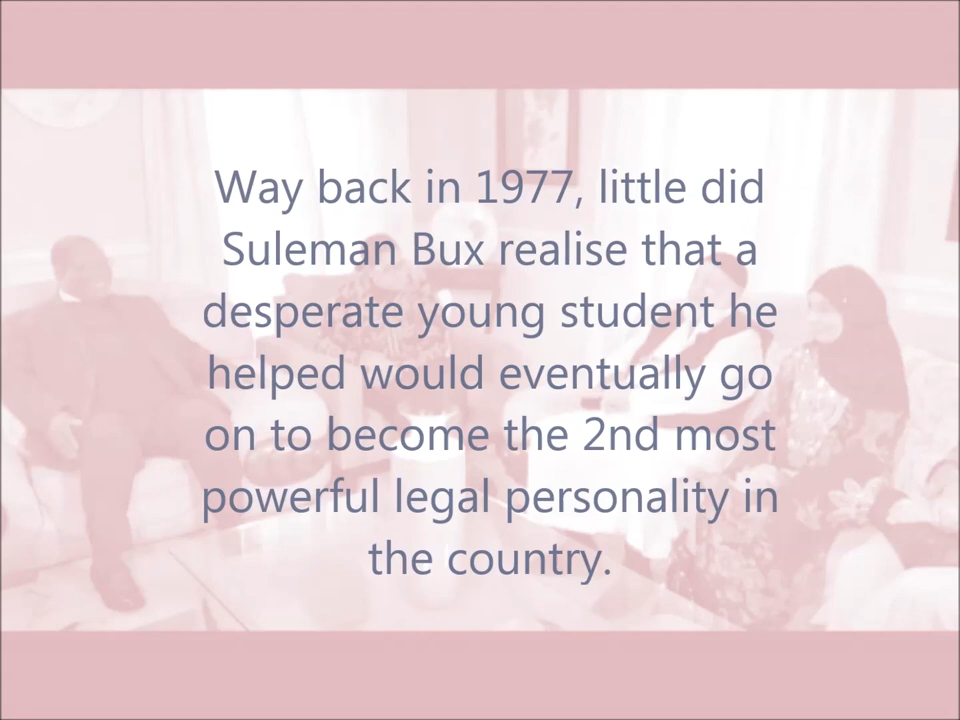 Way back in 1977, little did
Suleman Bux realise that a
desperate young student he
helped would eventually go
on to become the 2nd most
powerful legal personality in
the country.